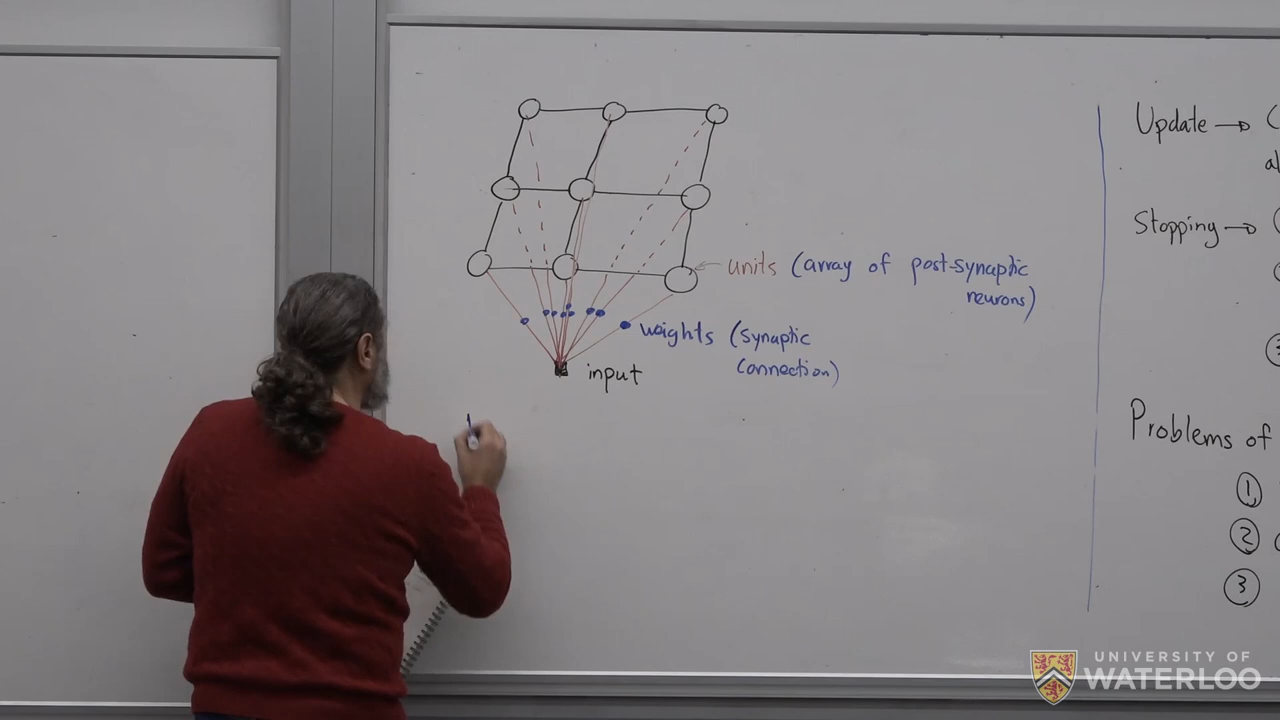 units (array of post-synaptic
neurons)
weights (synaptic
connection)
input
Update →
Stopping →
Problems of
1
2
3
UNIVERSITY OF
WATERLOO